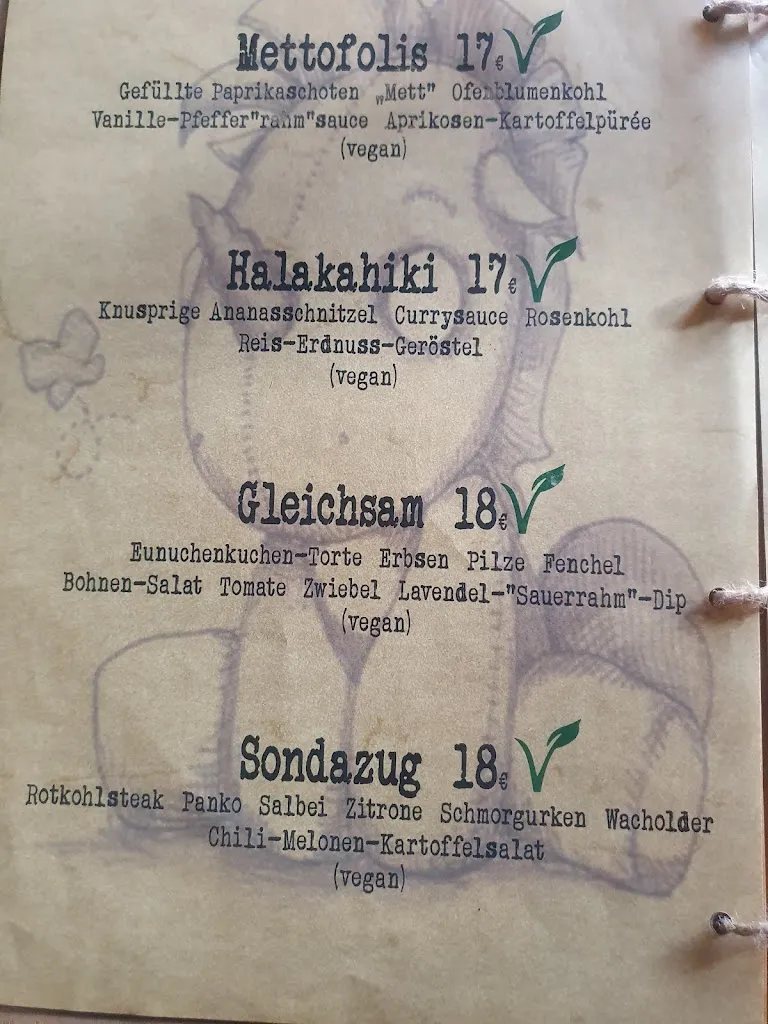 Mettofolis 17€
Gefüllte Paprikaschoten „Mett" Ofenblumenkohl
Vanille-Pfeffer"rahm"sauce Aprikosen-Kartoffelpürée
(vegan)
Halakahiki 17€
Knusprige Ananasschnitzel Currysauce Rosenkohl
Reis-Erdnuss-Geröstel
(vegan)
Gleichsam 18€
Eunuchenkuchen-Torte Erbsen Pilze Fenchel
Bohnen-Salat Tomate Zwiebel Lavendel-"Sauerrahm"-Dip
(vegan)
Sondazug 18€
Rotkohlsteak Panko Salbei Zitrone Schmorgurken Wacholder
Chili-Melonen-Kartoffelsalat
(vegan)